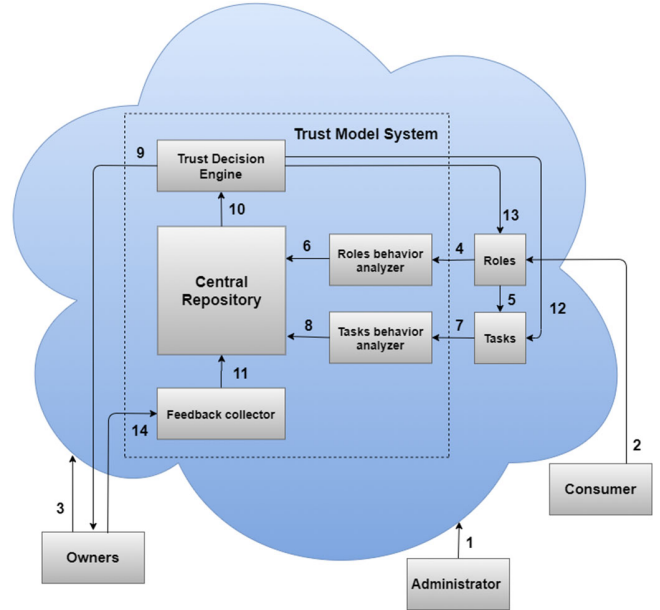 Trust Model System
9
Trust Decision
Engine
10
13
Central
Repository
6
Roles behavior
analyzer
4
Roles
5
12
8
Tasks behavior
analyzer
7
Tasks
11
Feedback collector
14
2
Consumer
3
Owners
1
Administrator